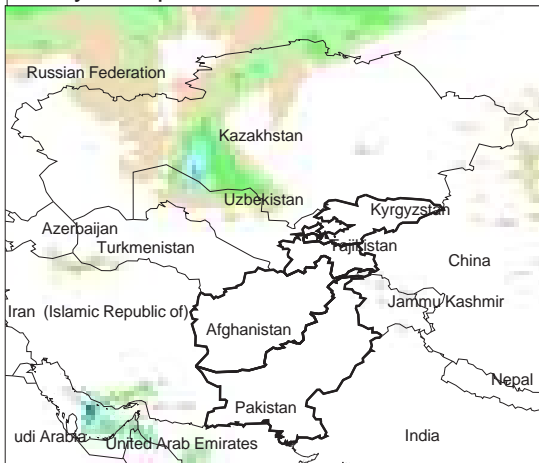 Russian Federation
Kazakhstan
Uzbekistan
Kyrgyzstan
Azerbaijan
Turkmenistan
Tajikistan
China
Iran (Islamic Republic of)
Jammu/Kashmir
Afghanistan
Nepal
Pakistan
udi Arabia
United Arab Emirates
India